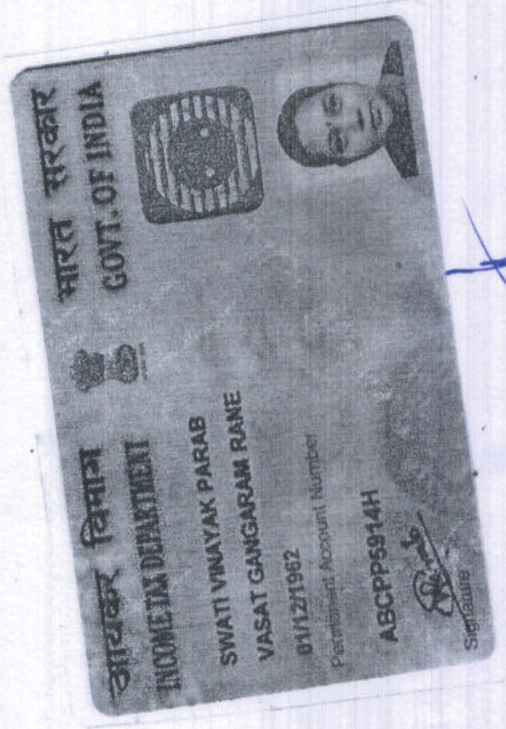 आयकर विभाग
INCOME TAX DEPARTMENT
भारत सरकार
GOVT. OF INDIA
SWATI VINAYAK PARAB
VASAT GANGARAM RANE
01/12/1962
Permanent Account Number
ABCPP5914H
Signature